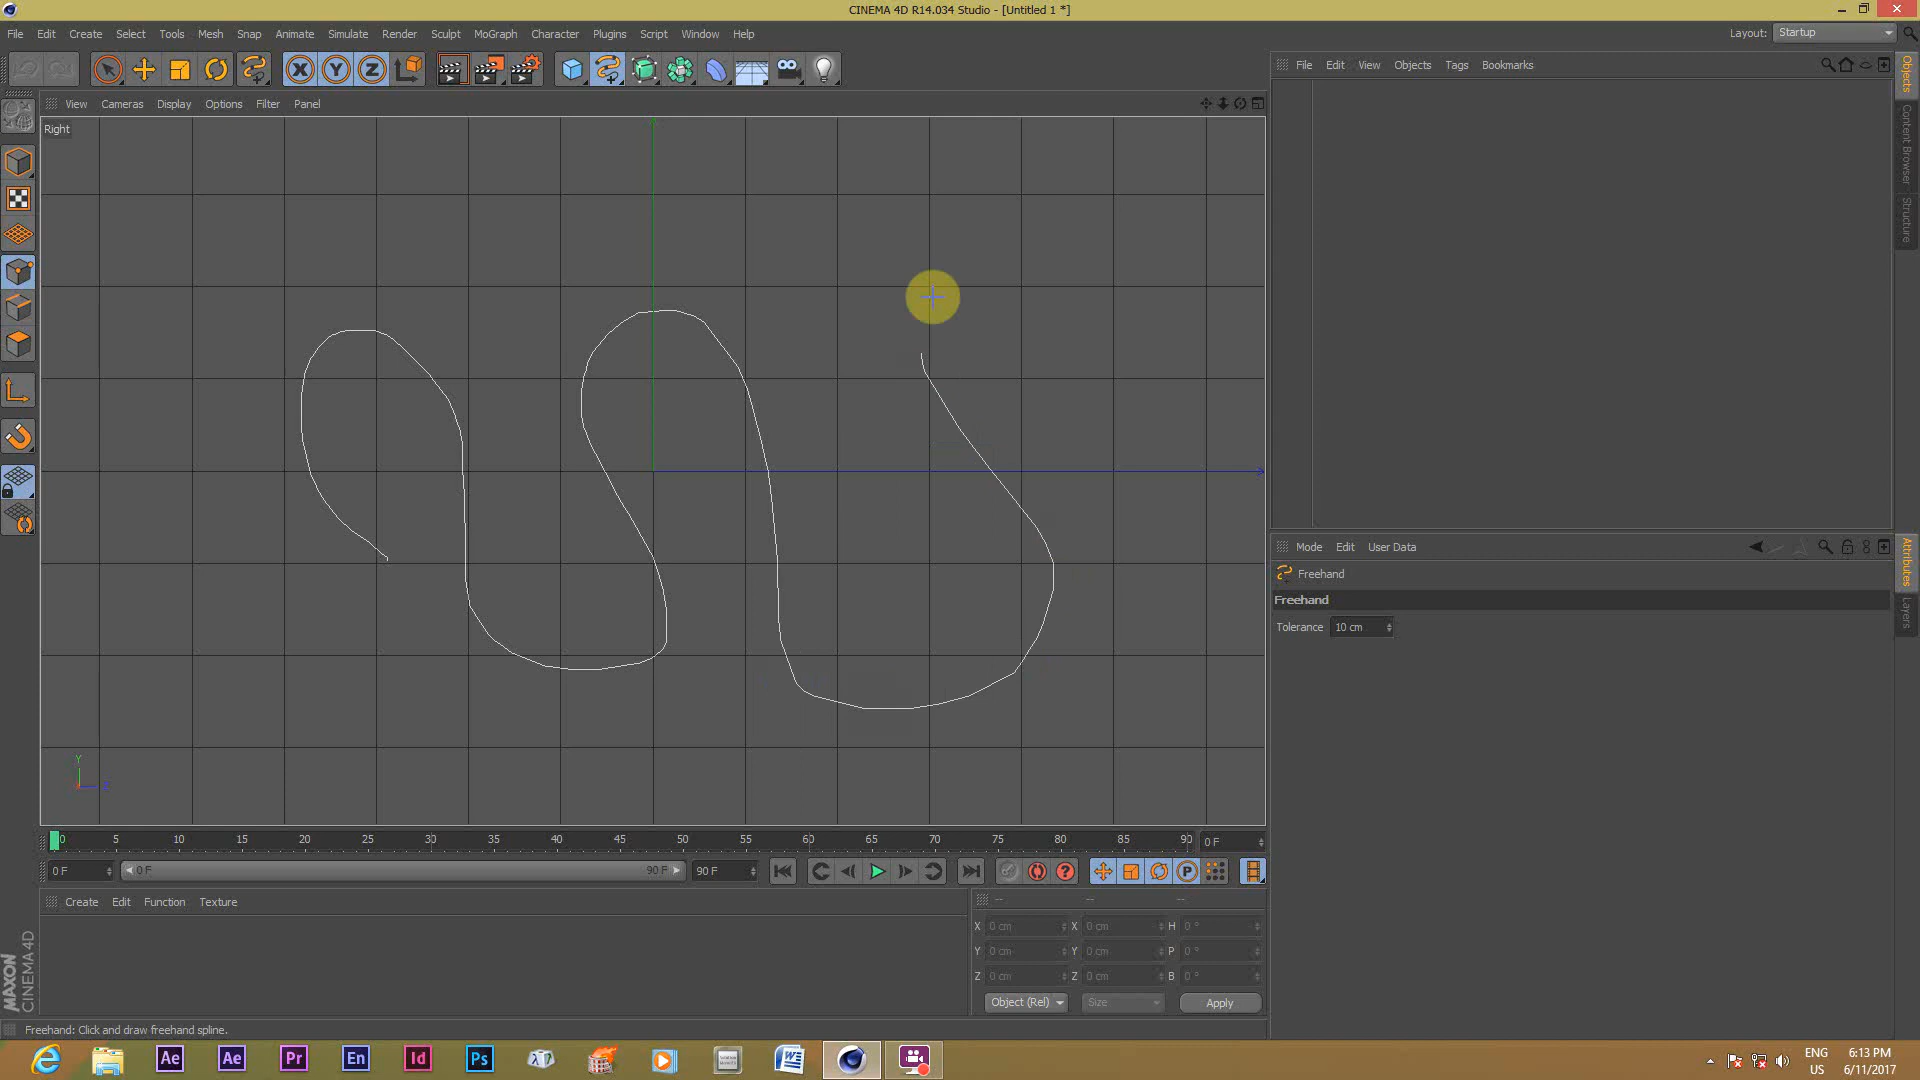 CINEMA 4D R14.034 Studio - [Untitled 1 *]
File Edit Create Select Tools Mesh Snap Animate Simulate Render Sculpt MoGraph Character Plugins Script Window Help
Layout: Startup
File Edit View Objects Tags Bookmarks
View Cameras Display Options Filter Panel
Right
Objects
Content Browser
Structure
Mode Edit User Data
Freehand
Freehand
Tolerance 10 cm
Attributes
Layers
Y
Z
0 5 10 15 20 25 30 35 40 45 50 55 60 65 70 75 80 85 90 0 F
0 F 0 F 90 F 90 F
P
Create Edit Function Texture
-- -- --
X 0 cm X 0 cm H 0 °
Y 0 cm Y 0 cm P 0 °
Z 0 cm Z 0 cm B 0 °
Object (Rel) Size Apply
MAXON
CINEMA 4D
Freehand: Click and draw freehand spline.
Ae Ae Pr En Id Ps
ENG 6:13 PM
US 6/11/2017